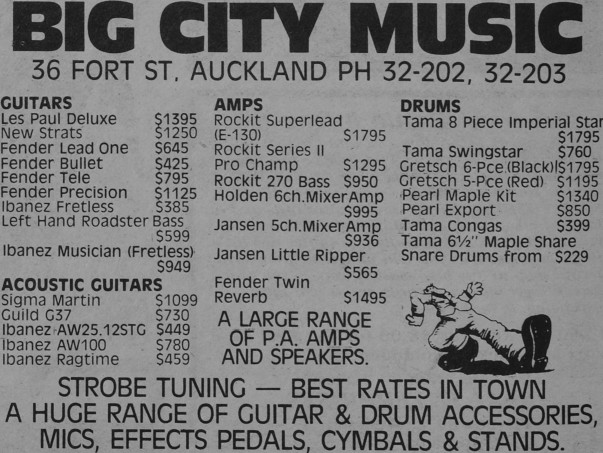 BIG CITY MUSIC
36 FORT ST, AUCKLAND PH 32-202, 32-203
GUITARS
Les Paul Deluxe $1395
New Strats $1250
Fender Lead One $645
Fender Bullet $425
Fender Tele $795
Fender Precision $1125
Ibanez Fretless $385
Left Hand Roadster Bass
$599
Ibanez Musician (Fretless)
$949
ACOUSTIC GUITARS
Sigma Martin $1099
Guild G37 $730
Ibanez AW25.12STG $449
Ibanez AW100 $780
Ibanez Ragtime $459
AMPS
Rockit Superlead
(E-130) $1795
Rockit Series II
Pro Champ $1295
Rockit 270 Bass $950
Holden 6ch.Mixer Amp
$995
Jansen 5ch.Mixer Amp
$936
Jansen Little Ripper
$565
Fender Twin
Reverb $1495
A LARGE RANGE
OF P.A. AMPS
AND SPEAKERS.
DRUMS
Tama 8 Piece Imperial Star
$1795
Tama Swingstar $760
Gretsch 6-Pce (Black) $1795
Gretsch 5-Pce (Red) $1195
Pearl Maple Kit $1340
Pearl Export $850
Tama Congas $399
Tama 6½" Maple Share
Snare Drums from $229
STROBE TUNING — BEST RATES IN TOWN
A HUGE RANGE OF GUITAR & DRUM ACCESSORIES,
MICS, EFFECTS PEDALS, CYMBALS & STANDS.